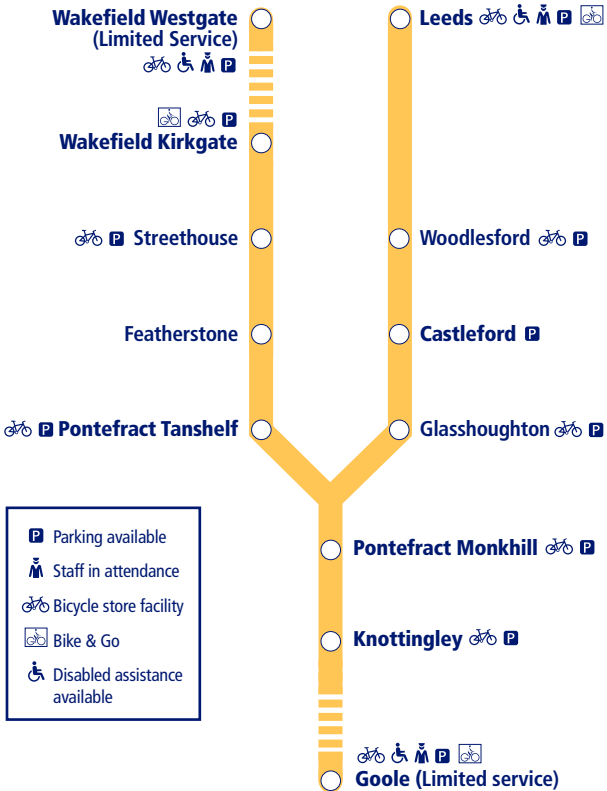 Wakefield Westgate
(Limited Service)
P
P
Wakefield Kirkgate
P Streethouse
Featherstone
P Pontefract Tanshelf
Leeds P
Woodlesford P
Castleford P
Glasshoughton P
Pontefract Monkhill P
Knottingley P
P
Goole (Limited service)
P Parking available
Staff in attendance
Bicycle store facility
Bike & Go
Disabled assistance
available